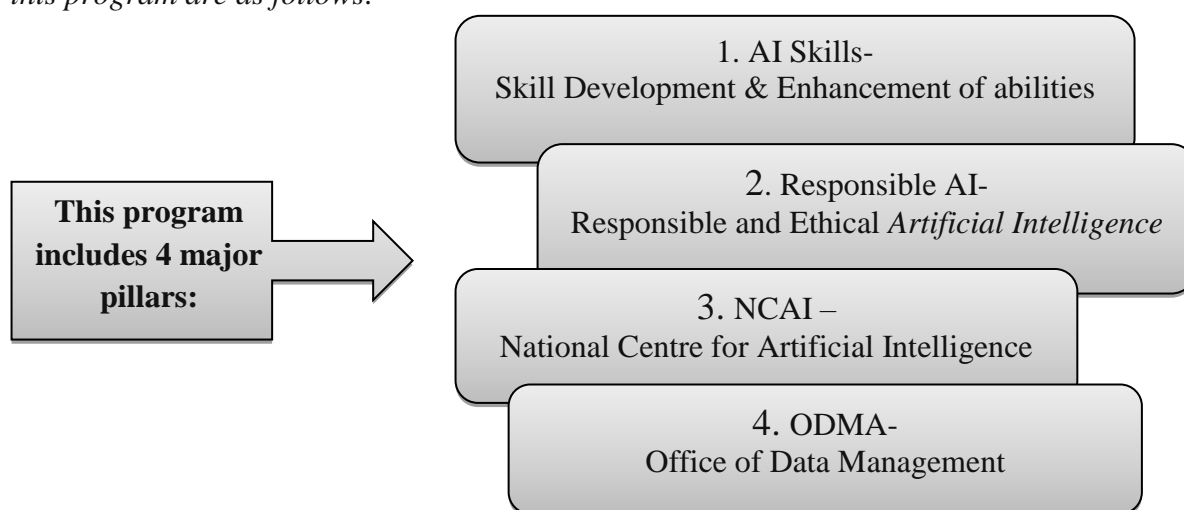 this program are as follows:
1. AI Skills-
Skill Development & Enhancement of abilities
This program
includes 4 major
pillars:
2. Responsible AI-
Responsible and Ethical Artificial Intelligence
3. NCAI –
National Centre for Artificial Intelligence
4. ODMA-
Office of Data Management